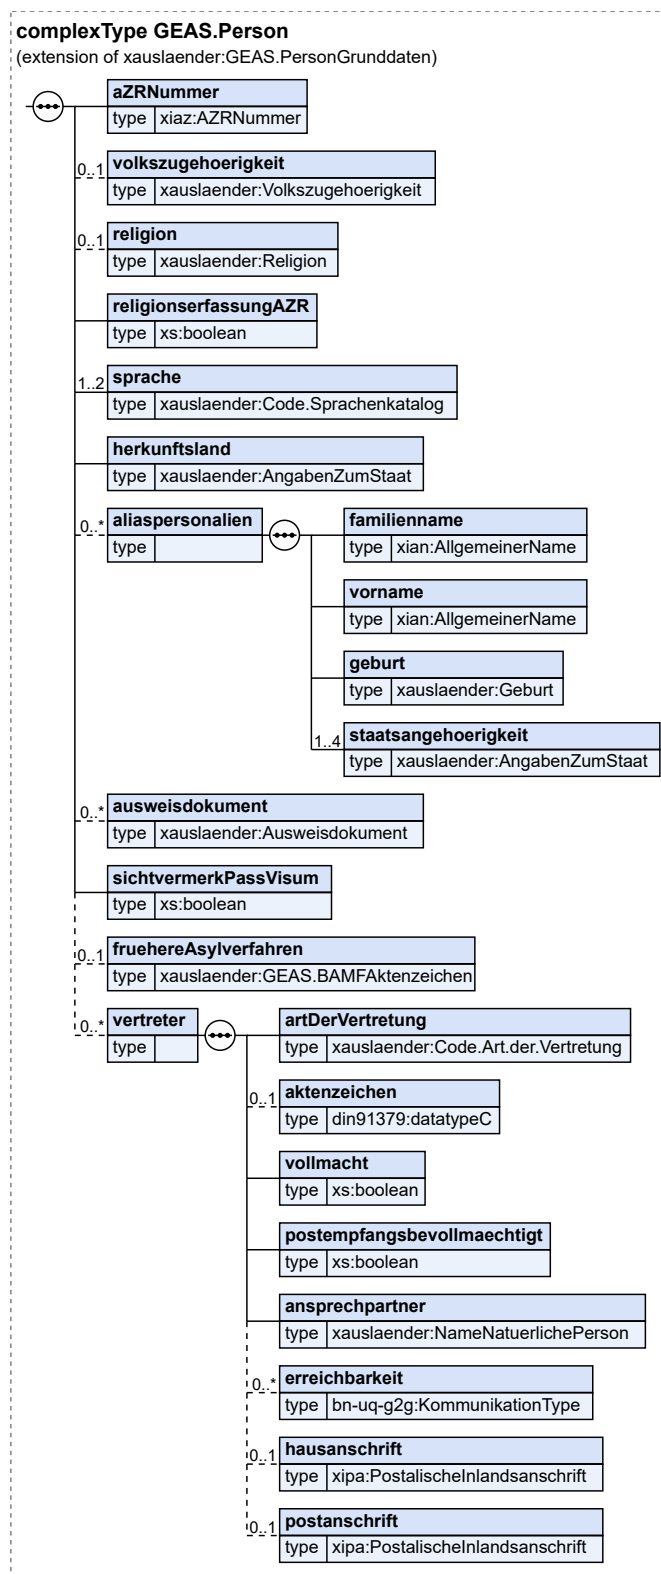 complexType GEAS.Person
(extension of xauslaender:GEAS.PersonGrunddaten)
aZRNummer
type xiaz:AZRNummer
0..1 volkszugehoerigkeit
type xauslaender:Volkszugehoerigkeit
0..1 religion
type xauslaender:Religion
religionserfassungAZR
type xs:boolean
1..2 sprache
type xauslaender:Code.Sprachenkatalog
herkunftsland
type xauslaender:AngabenZumStaat
0..* aliaspersonalien
type
familienname
type xian:AllgemeinerName
vorname
type xian:AllgemeinerName
geburt
type xauslaender:Geburt
1..4 staatsangehoerigkeit
type xauslaender:AngabenZumStaat
0..* ausweisdokument
type xauslaender:Ausweisdokument
sichtvermerkPassVisum
type xs:boolean
0..1 fruehereAsylverfahren
type xauslaender:GEAS.BAMFAktenzeichen
0..* vertreter
type
artDerVertretung
type xauslaender:Code.Art.der.Vertretung
0..1 aktenzeichen
type din91379:datatypeC
vollmacht
type xs:boolean
postempfangsbevollmaechtigt
type xs:boolean
ansprechpartner
type xauslaender:NameNatuerlichePerson
0..* erreichbarkeit
type bn-uq-g2g:KommunikationType
0..1 hausanschrift
type xipa:PostalischeInlandsanschrift
0..1 postanschrift
type xipa:PostalischeInlandsanschrift